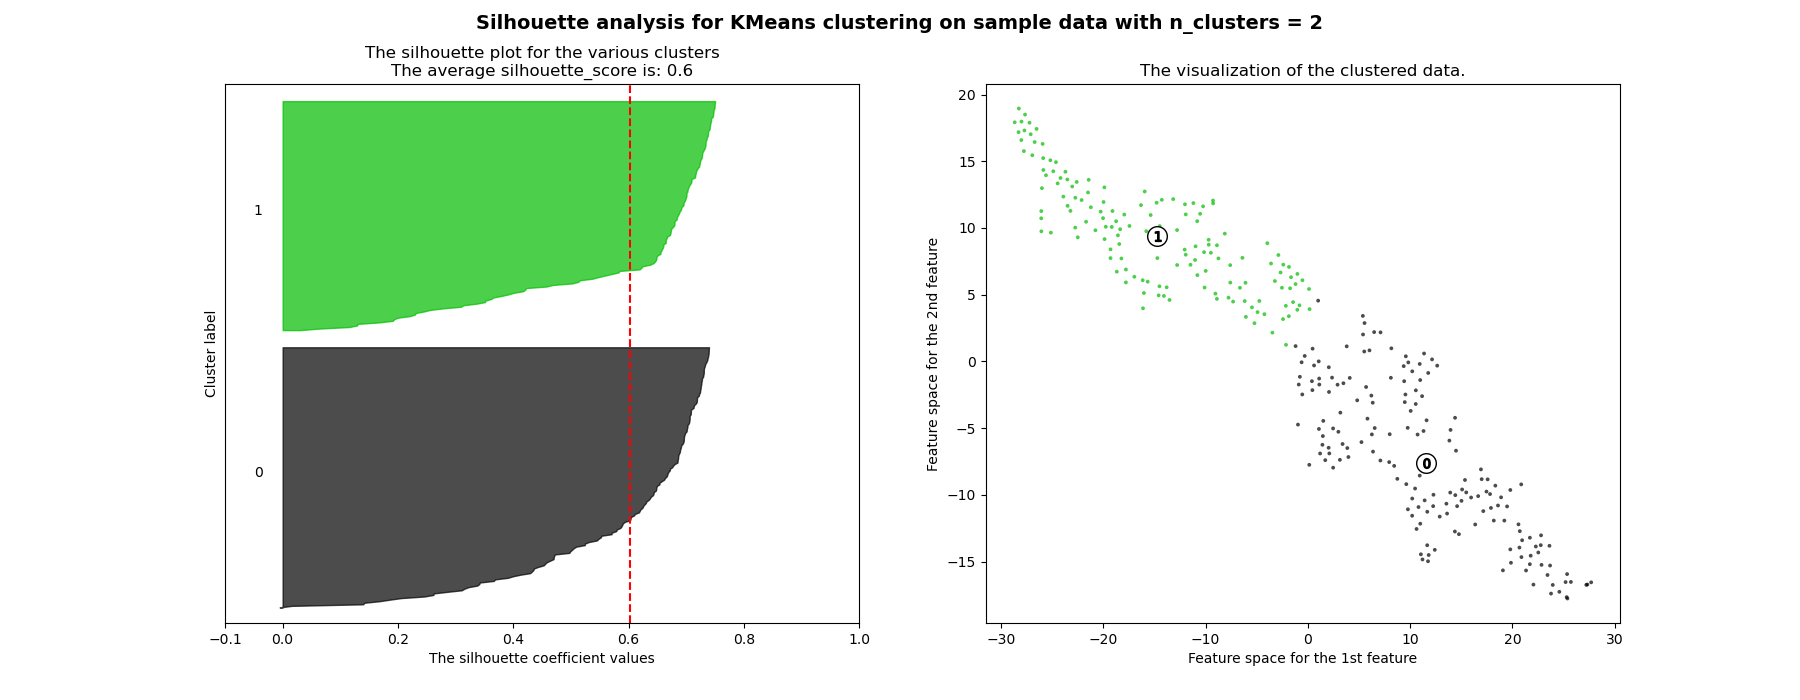 Silhouette analysis for KMeans clustering on sample data with n_clusters = 2
The silhouette plot for the various clusters
The average silhouette_score is: 0.6
Cluster label
1
0
−0.1 0.0 0.2 0.4 0.6 0.8 1.0
The silhouette coefficient values
The visualization of the clustered data.
Feature space for the 2nd feature
20
15
10
5
0
−5
−10
−15
1
0
−30 −20 −10 0 10 20 30
Feature space for the 1st feature